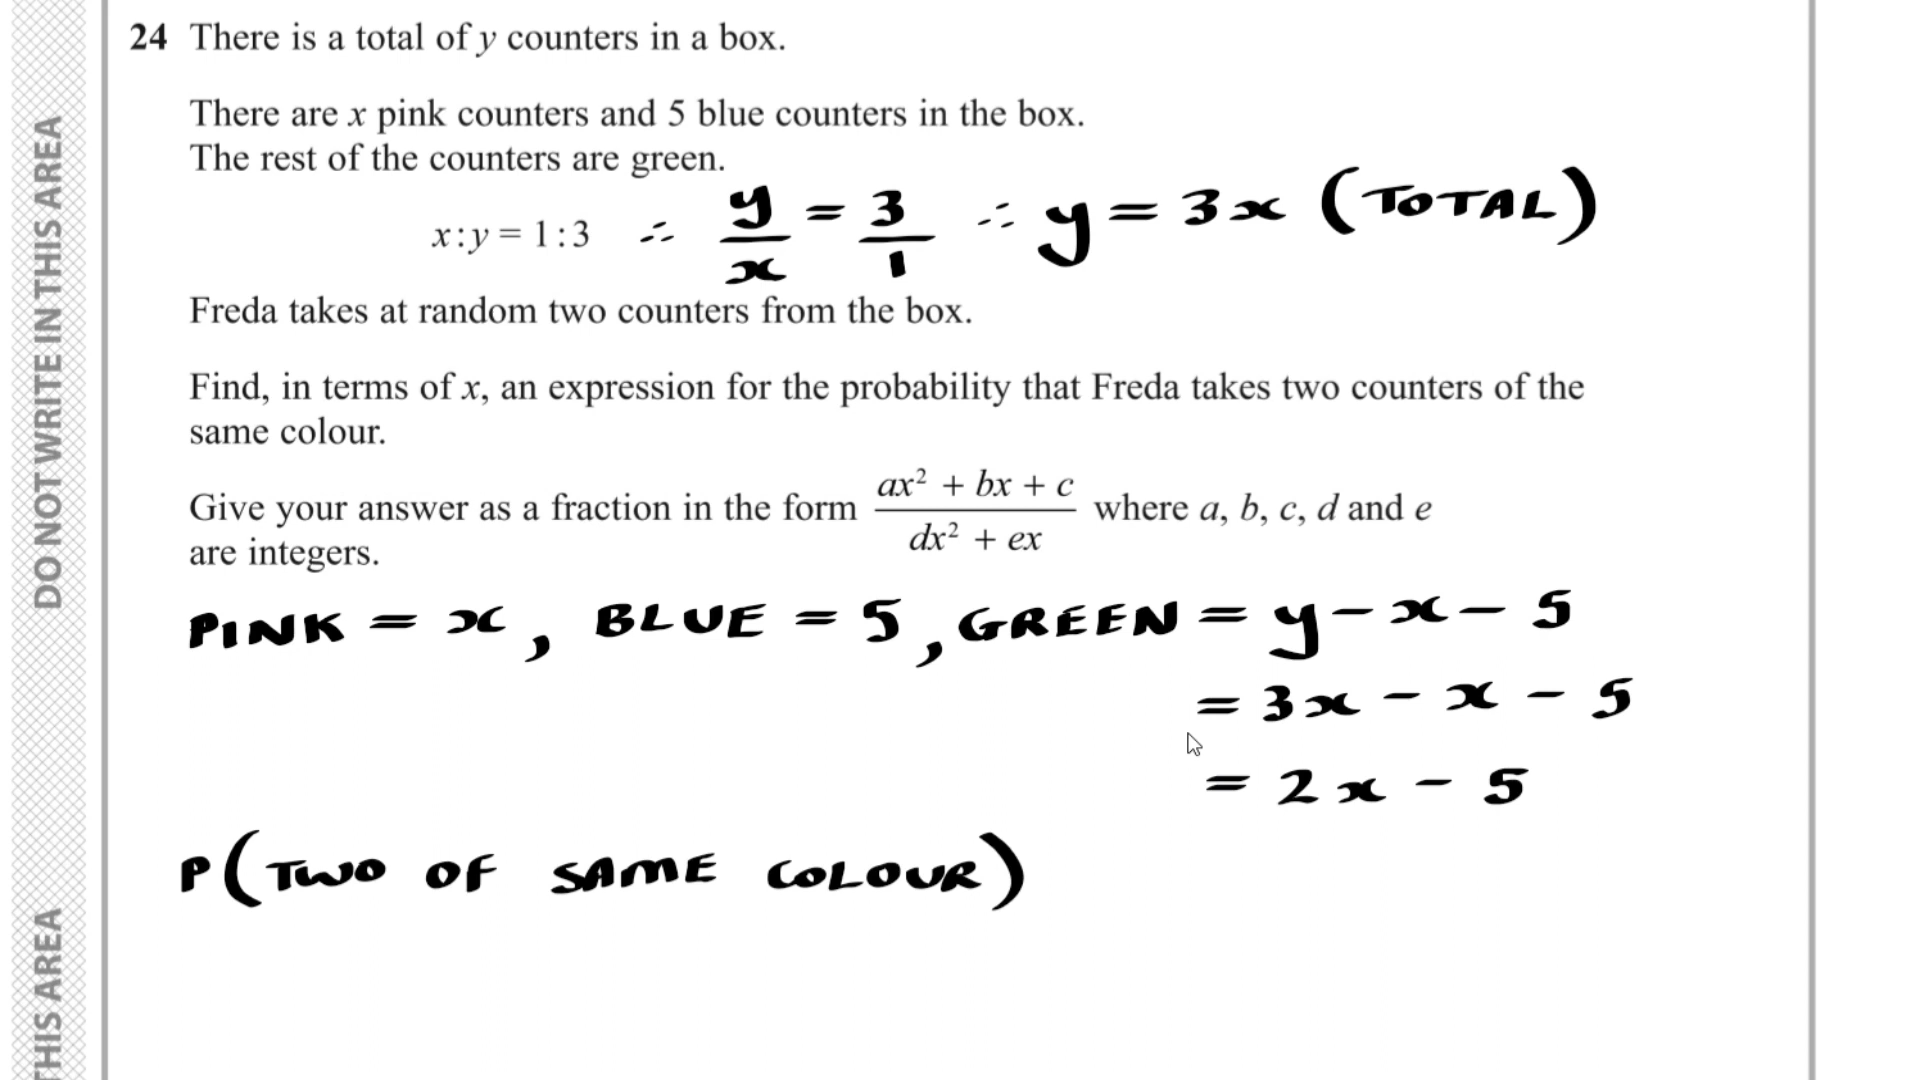 24 There is a total of y counters in a box.
There are x pink counters and 5 blue counters in the box.
The rest of the counters are green.
x : y = 1 : 3 ∴ y/x = 3/1 ∴ y = 3x (TOTAL)
Freda takes at random two counters from the box.
Find, in terms of x, an expression for the probability that Freda takes two counters of the
same colour.
Give your answer as a fraction in the form (ax² + bx + c)/(dx² + ex) where a, b, c, d and e
are integers.
PINK = x, BLUE = 5, GREEN = y - x - 5
= 3x - x - 5
= 2x - 5
P(TWO OF SAME COLOUR)
DO NOT WRITE IN THIS AREA
THIS AREA